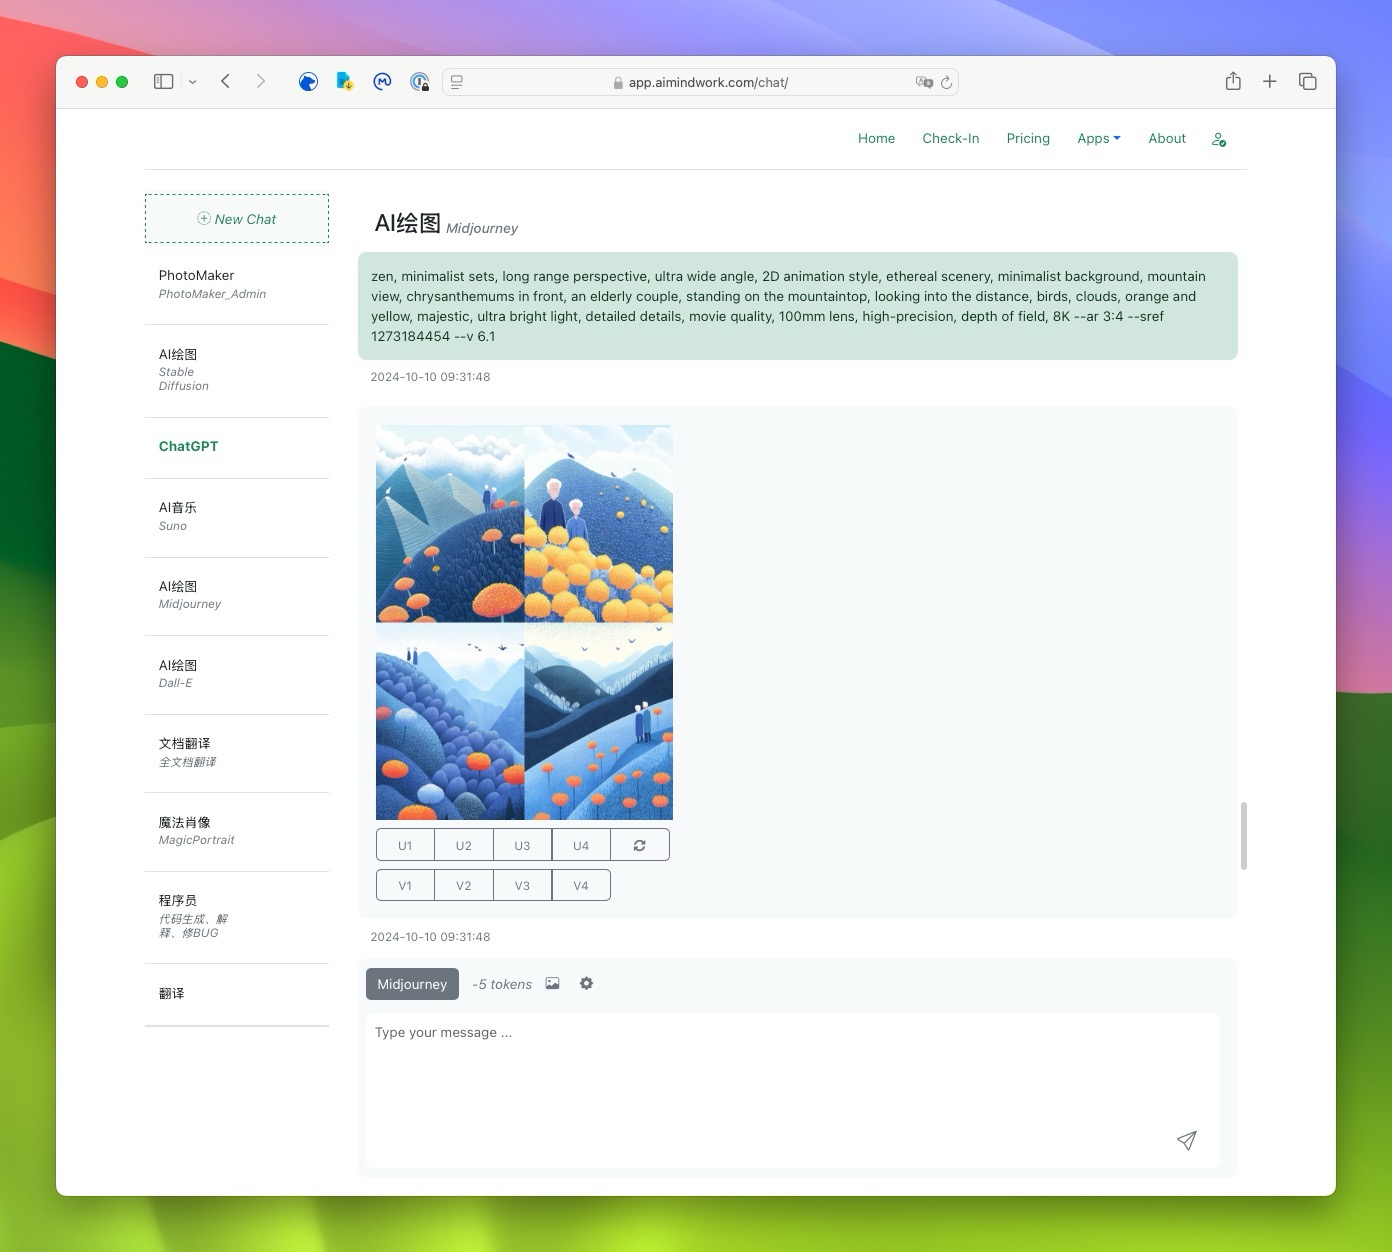 app.aimindwork.com/chat/
Home
Check-In
Pricing
Apps
About
New Chat
PhotoMaker
PhotoMaker_Admin
AI绘图
Stable
Diffusion
ChatGPT
AI音乐
Suno
AI绘图
Midjourney
AI绘图
Dall-E
文档翻译
全文档翻译
魔法肖像
MagicPortrait
程序员
代码生成、解
释、修BUG
翻译
AI绘图 Midjourney
zen, minimalist sets, long range perspective, ultra wide angle, 2D animation style, ethereal scenery, minimalist background, mountain
view, chrysanthemums in front, an elderly couple, standing on the mountaintop, looking into the distance, birds, clouds, orange and
yellow, majestic, ultra bright light, detailed details, movie quality, 100mm lens, high-precision, depth of field, 8K --ar 3:4 --sref
1273184454 --v 6.1
2024-10-10 09:31:48
U1
U2
U3
U4
V1
V2
V3
V4
2024-10-10 09:31:48
Midjourney
-5 tokens
Type your message ...